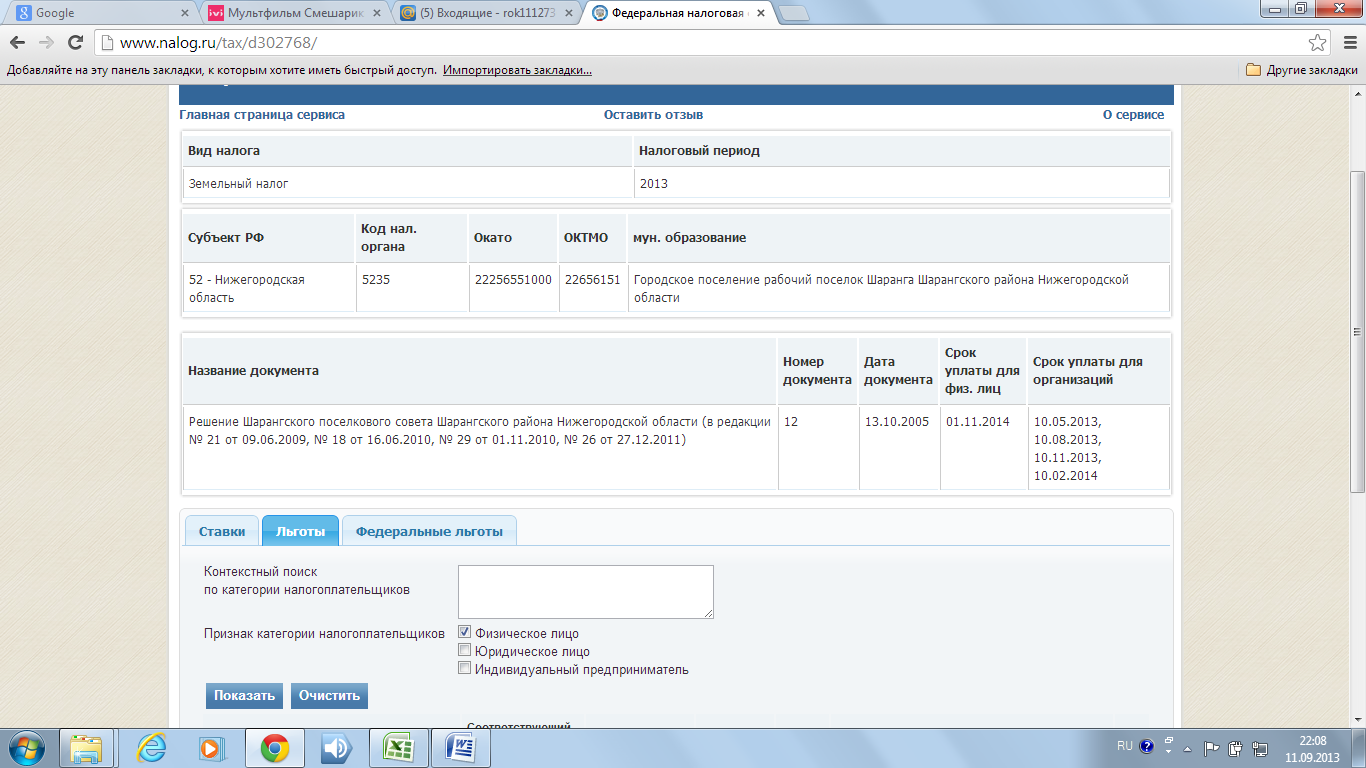 Google
Мультфильм Смешарик
(5) Входящие - rok111273
Федеральная налоговая
www.nalog.ru/tax/d302768/
Добавляйте на эту панель закладки, к которым хотите иметь быстрый доступ. Импортировать закладки...
Другие закладки
Главная страница сервиса
Оставить отзыв
О сервисе
Вид налога
Налоговый период
Земельный налог
2013
Субъект РФ
Код нал.
органа
Окато
ОКТМО
мун. образование
52 - Нижегородская
область
5235
22256551000
22656151
Городское поселение рабочий поселок Шаранга Шарангского района Нижегородской
области
Название документа
Номер
документа
Дата
документа
Срок
уплаты для
физ. лиц
Срок уплаты для
организаций
Решение Шарангского поселкового совета Шарангского района Нижегородской области (в редакции
№ 21 от 09.06.2009, № 18 от 16.06.2010, № 29 от 01.11.2010, № 26 от 27.12.2011)
12
13.10.2005
01.11.2014
10.05.2013,
10.08.2013,
10.11.2013,
10.02.2014
Ставки
Льготы
Федеральные льготы
Контекстный поиск
по категории налогоплательщиков
Признак категории налогоплательщиков
Физическое лицо
Юридическое лицо
Индивидуальный предприниматель
Показать
Очистить
Соответствующий
RU
22:08
11.09.2013